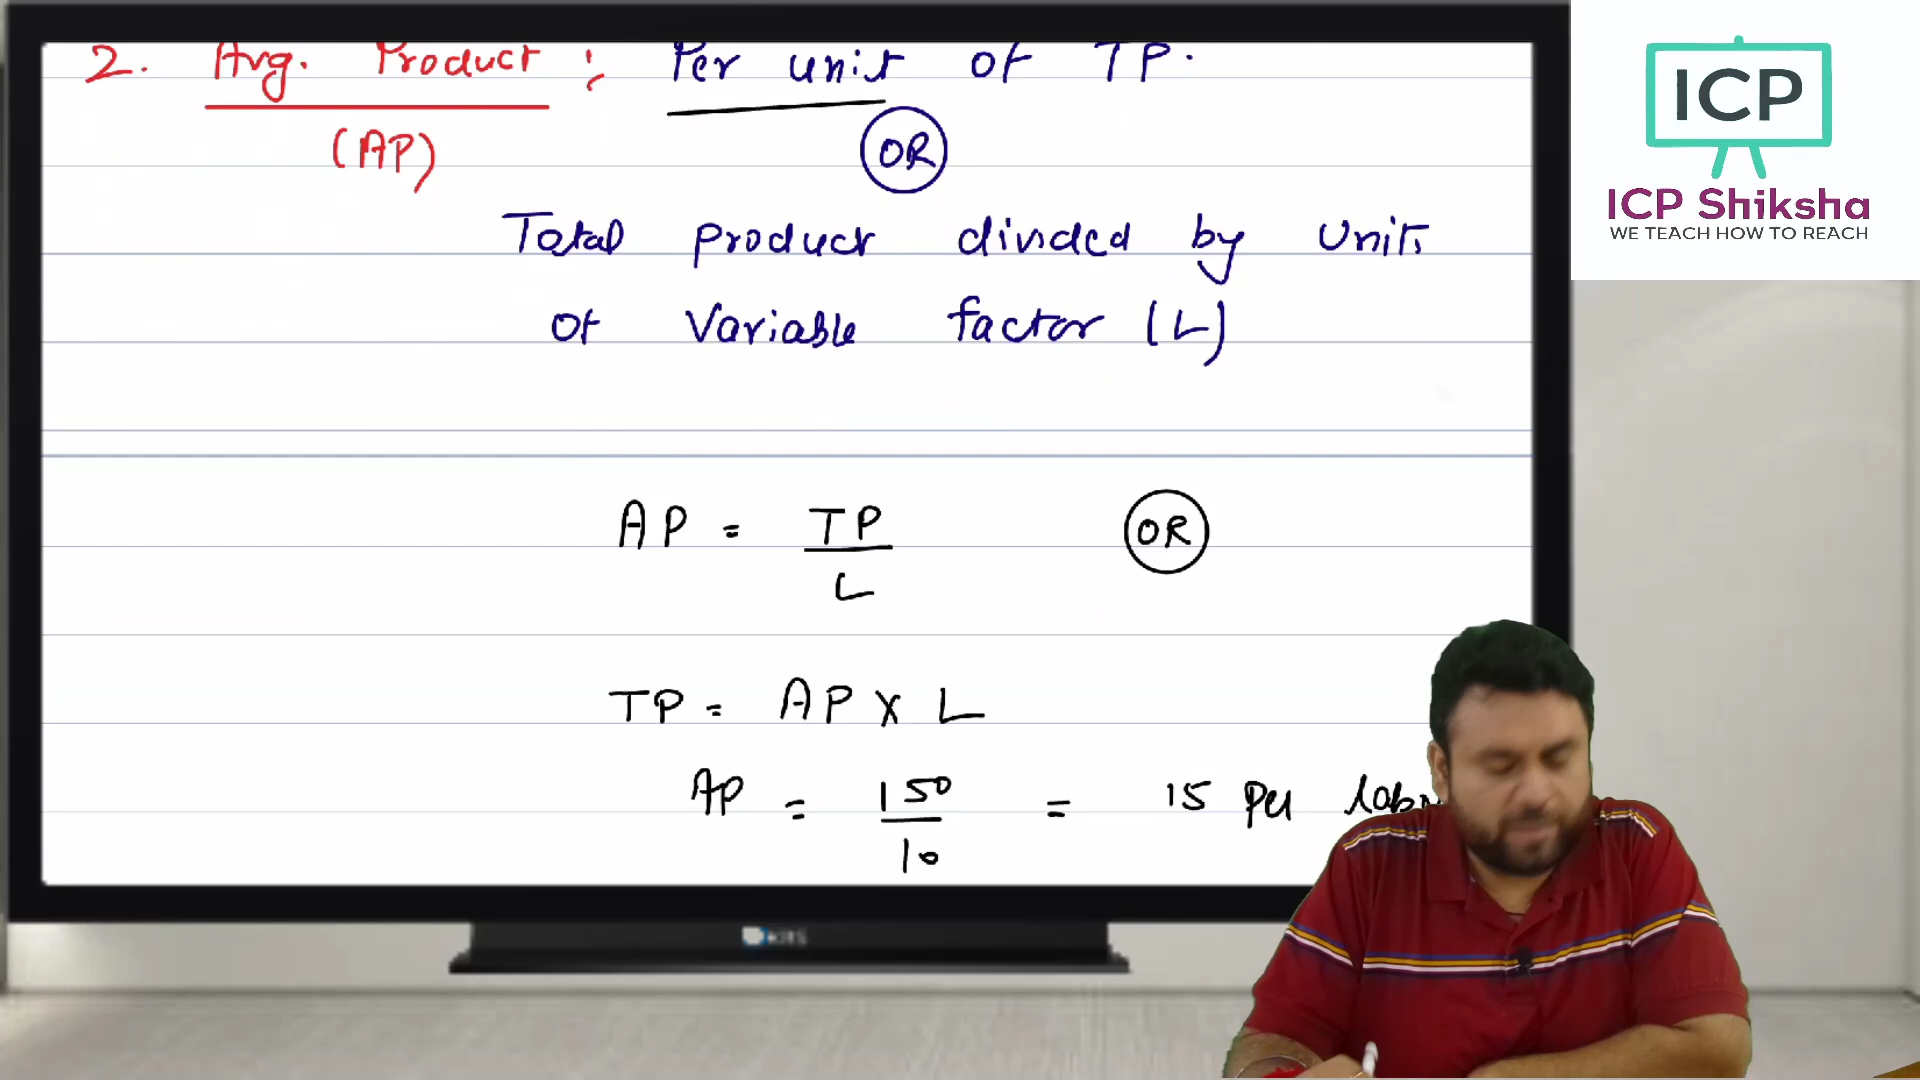 2. Avg. Product : Per unit of TP.
(AP)
OR
Total product divided by units
of variable factor (L)
AP = TP / L OR
TP = AP X L
AP = 150 / 10 = 15 per
ICP
ICP Shiksha
WE TEACH HOW TO REACH